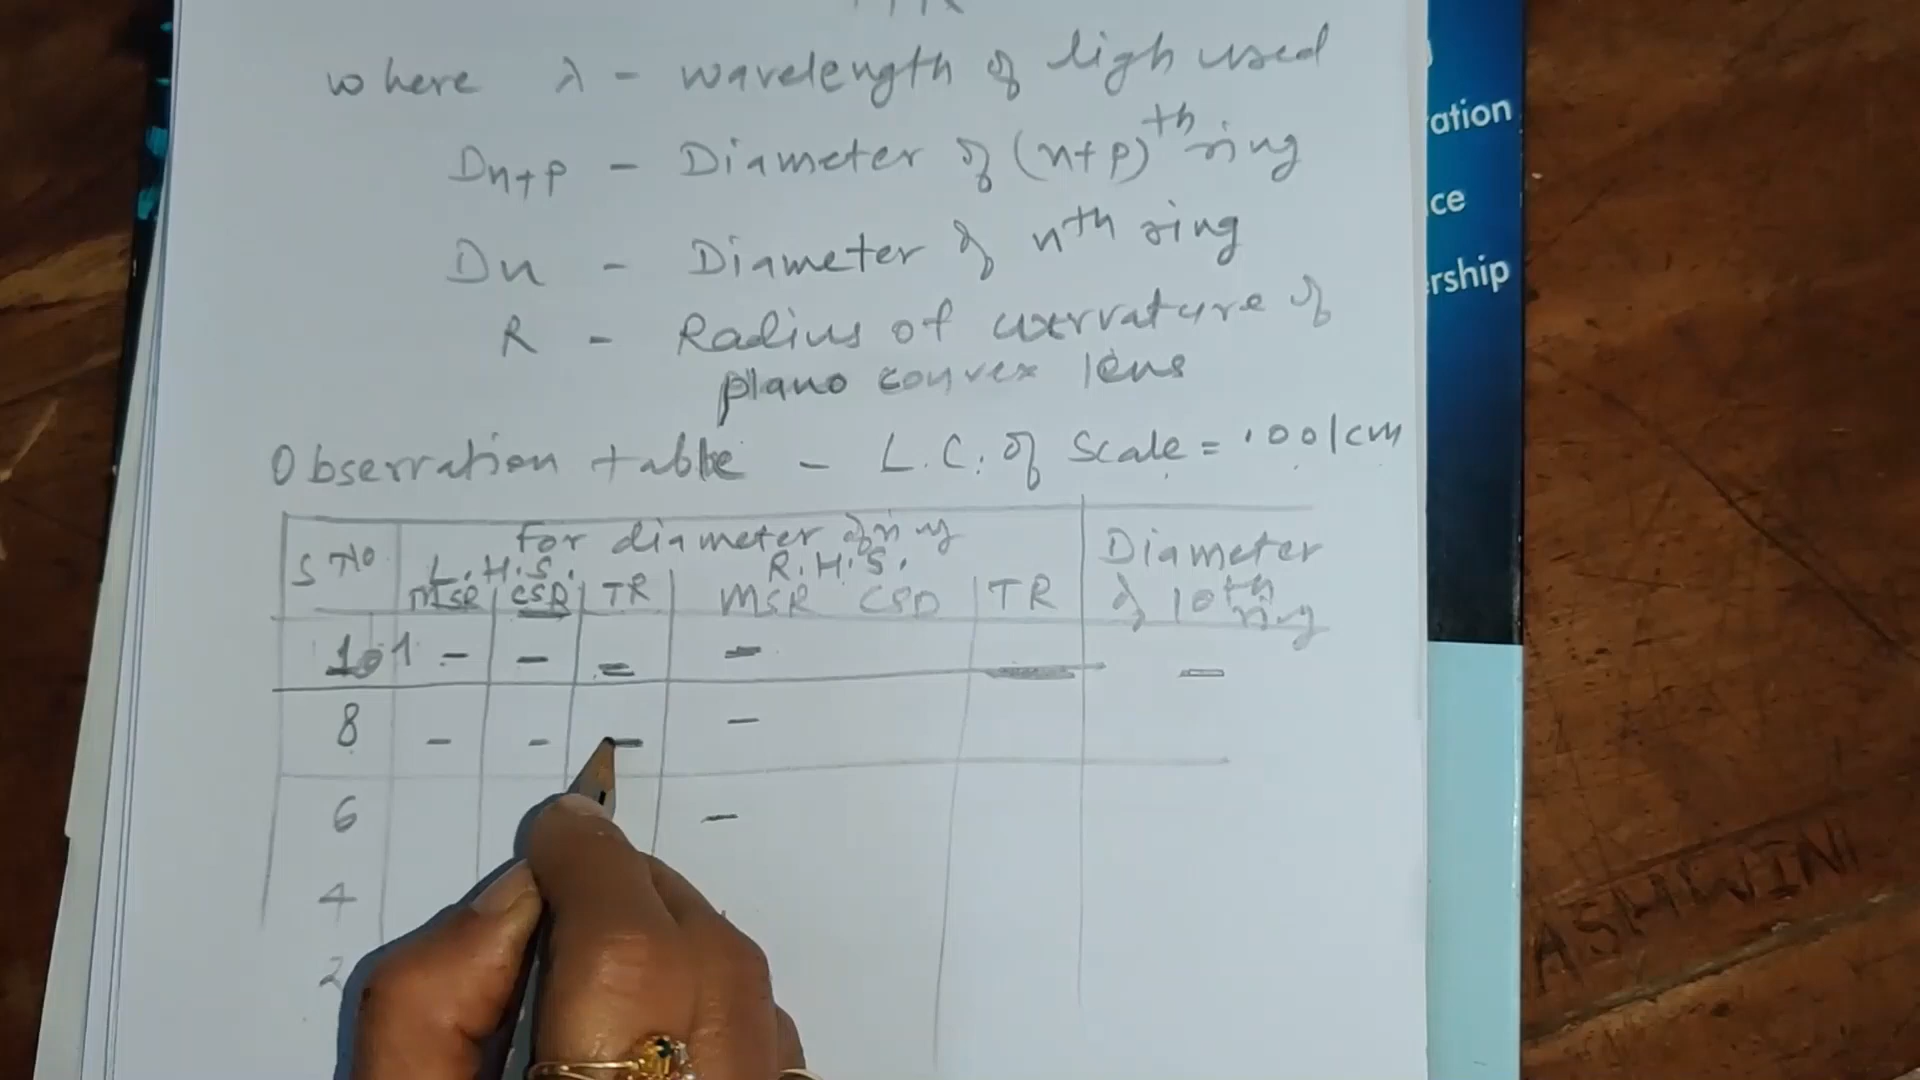 where λ - wavelength of ligh used
Dn+p - Diameter of (n+p)th ring
Dn - Diameter of nth ring
R - Radius of curvature of
plano convex lens
Observation table - L.C. of Scale = .001cm
S No
For diameter of ring
L.H.S. R.H.S.
MSR CSD TR MSR CSD TR
Diameter
of 10th
ring
10 - - - -
8 - - - -
6 -
4
2
ation
ce
rship
ASHWINI